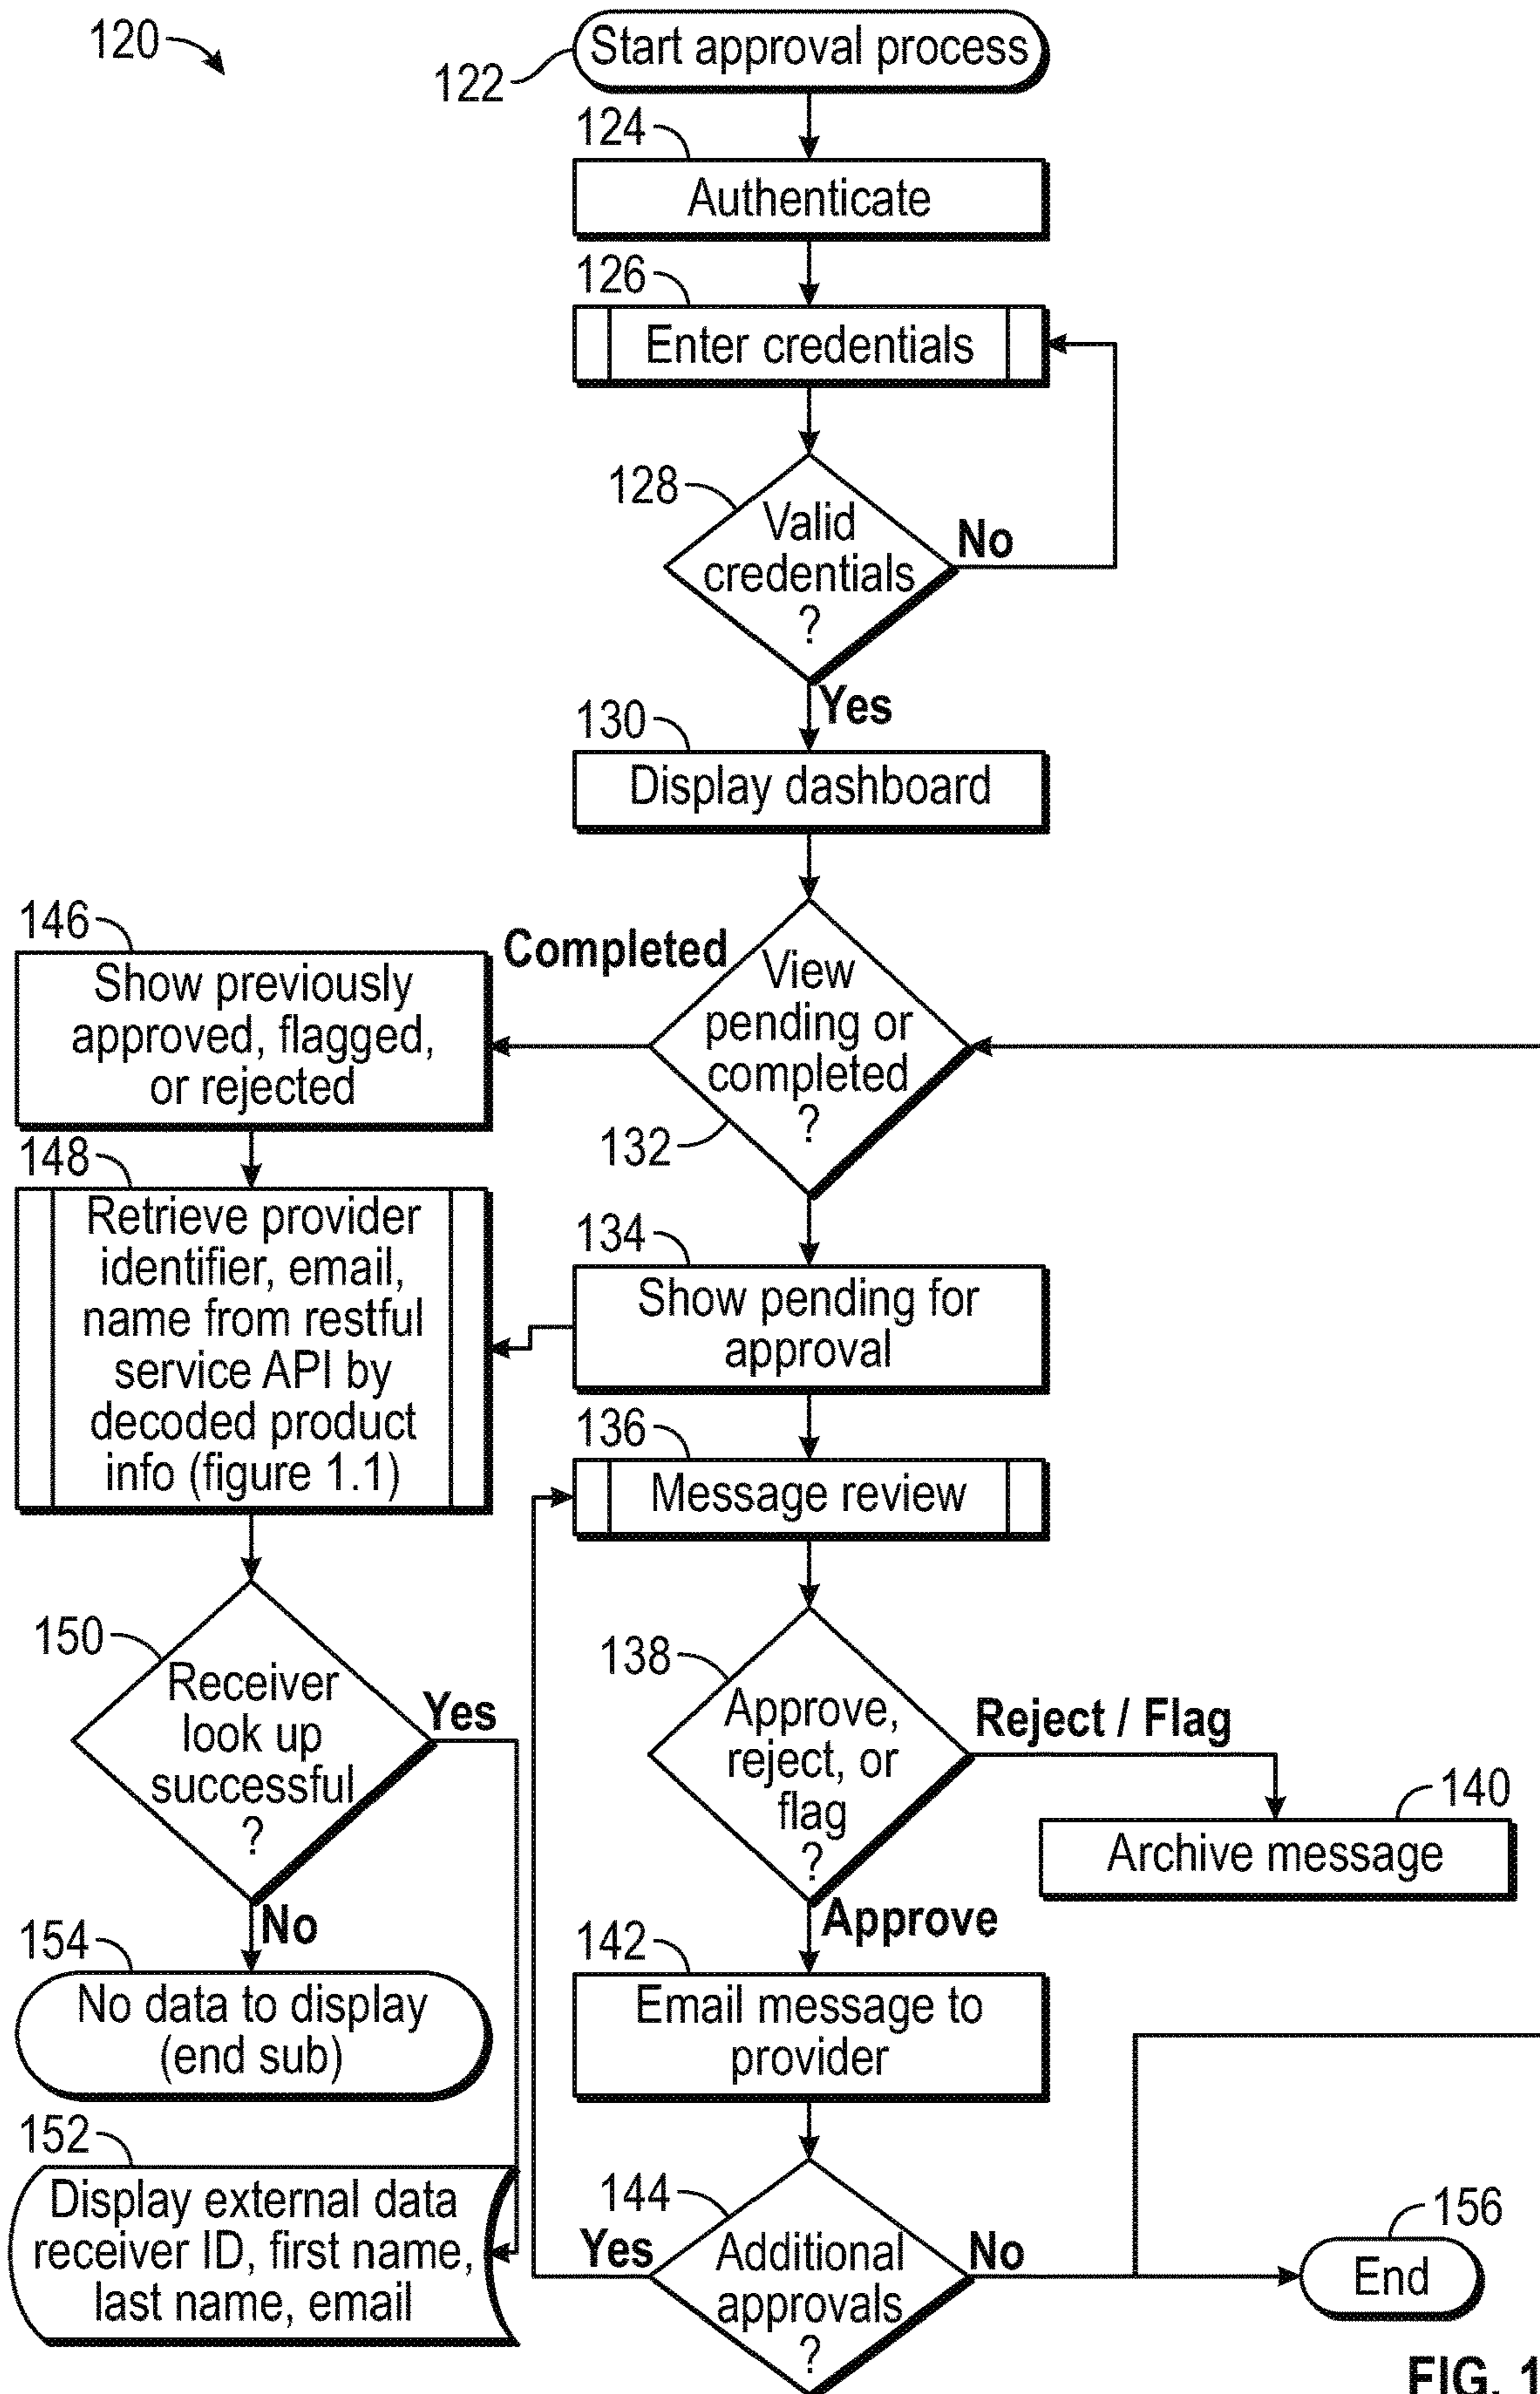 120
122
Start approval process
124
Authenticate
126
Enter credentials
128
Valid
credentials
?
No
Yes
130
Display dashboard
132
View
pending or
completed
?
Completed
146
Show previously
approved, flagged,
or rejected
148
Retrieve provider
identifier, email,
name from restful
service API by
decoded product
info (figure 1.1)
134
Show pending for
approval
136
Message review
150
Receiver
look up
successful
?
Yes
No
138
Approve,
reject, or
flag
?
Reject / Flag
140
Archive message
Approve
154
No data to display
(end sub)
142
Email message to
provider
152
Display external data
receiver ID, first name,
last name, email
144
Additional
approvals
?
Yes
No
156
End
FIG. 1